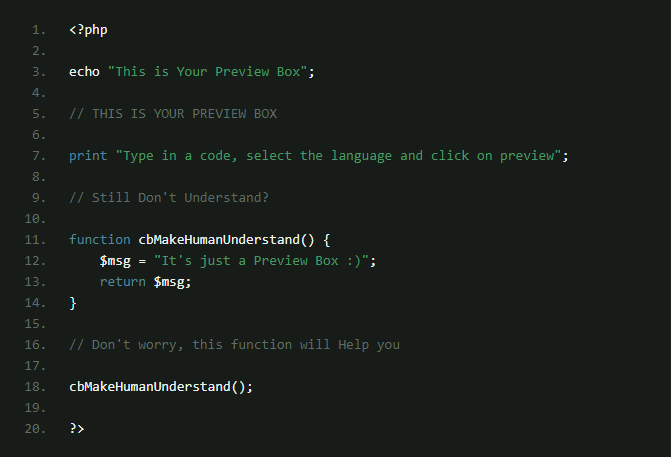 1. <?php
2.
3. echo "This is Your Preview Box";
4.
5. // THIS IS YOUR PREVIEW BOX
6.
7. print "Type in a code, select the language and click on preview";
8.
9. // Still Don't Understand?
10.
11. function cbMakeHumanUnderstand() {
12.     $msg = "It's just a Preview Box :)";
13.     return $msg;
14. }
15.
16. // Don't worry, this function will Help you
17.
18. cbMakeHumanUnderstand();
19.
20. ?>